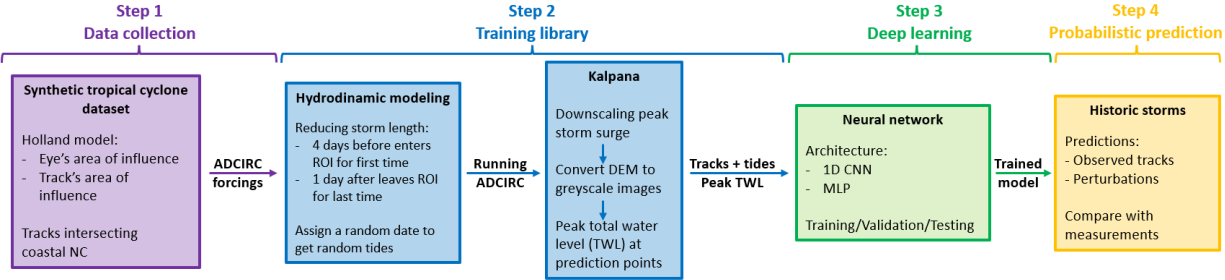 Step 1
Data collection
Step 2
Training library
Step 3
Deep learning
Step 4
Probabilistic prediction
Synthetic tropical cyclone
dataset
Holland model:
- Eye's area of influence
- Track's area of
influence
Tracks intersecting
coastal NC
ADCIRC
forcings
Hydrodinamic modeling
Reducing storm length:
- 4 days before enters
ROI for first time
- 1 day after leaves ROI
for last time
Assign a random date to
get random tides
Running
ADCIRC
Kalpana
Downscaling peak
storm surge
Convert DEM to
greyscale images
Peak total water
level (TWL) at
prediction points
Tracks + tides
Peak TWL
Neural network
Architecture:
- 1D CNN
- MLP
Training/Validation/Testing
Trained
model
Historic storms
Predictions:
- Observed tracks
- Perturbations
Compare with
measurements